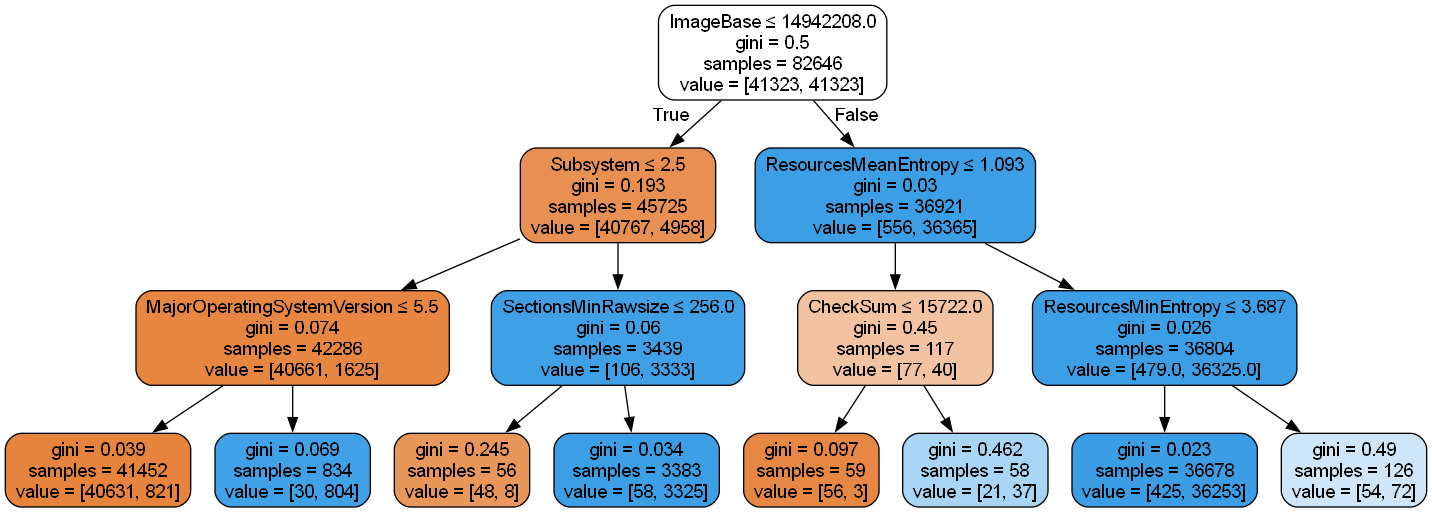 ImageBase ≤ 14942208.0
gini = 0.5
samples = 82646
value = [41323, 41323]
True
False
Subsystem ≤ 2.5
gini = 0.193
samples = 45725
value = [40767, 4958]
ResourcesMeanEntropy ≤ 1.093
gini = 0.03
samples = 36921
value = [556, 36365]
MajorOperatingSystemVersion ≤ 5.5
gini = 0.074
samples = 42286
value = [40661, 1625]
SectionsMinRawsize ≤ 256.0
gini = 0.06
samples = 3439
value = [106, 3333]
CheckSum ≤ 15722.0
gini = 0.45
samples = 117
value = [77, 40]
ResourcesMinEntropy ≤ 3.687
gini = 0.026
samples = 36804
value = [479.0, 36325.0]
gini = 0.039
samples = 41452
value = [40631, 821]
gini = 0.069
samples = 834
value = [30, 804]
gini = 0.245
samples = 56
value = [48, 8]
gini = 0.034
samples = 3383
value = [58, 3325]
gini = 0.097
samples = 59
value = [56, 3]
gini = 0.462
samples = 58
value = [21, 37]
gini = 0.023
samples = 36678
value = [425, 36253]
gini = 0.49
samples = 126
value = [54, 72]